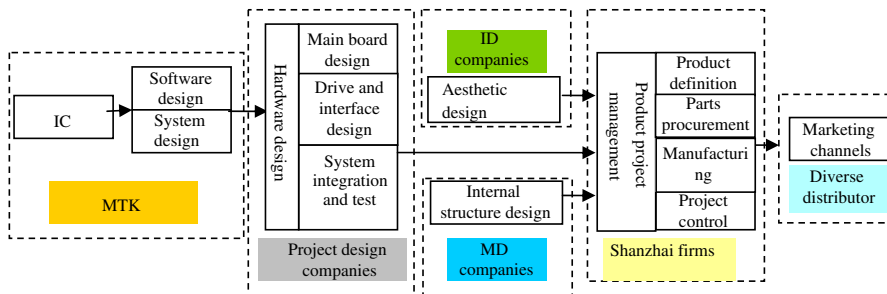 IC
Software
design
System
design
MTK
Hardware design
Main board
design
Drive and
interface
design
System
integration
and test
Project design
companies
ID
companies
Aesthetic
design
Internal
structure design
MD
companies
Product project
management
Product
definition
Parts
procurement
Manufacturi
ng
Project
control
Shanzhai firms
Marketing
channels
Diverse
distributor